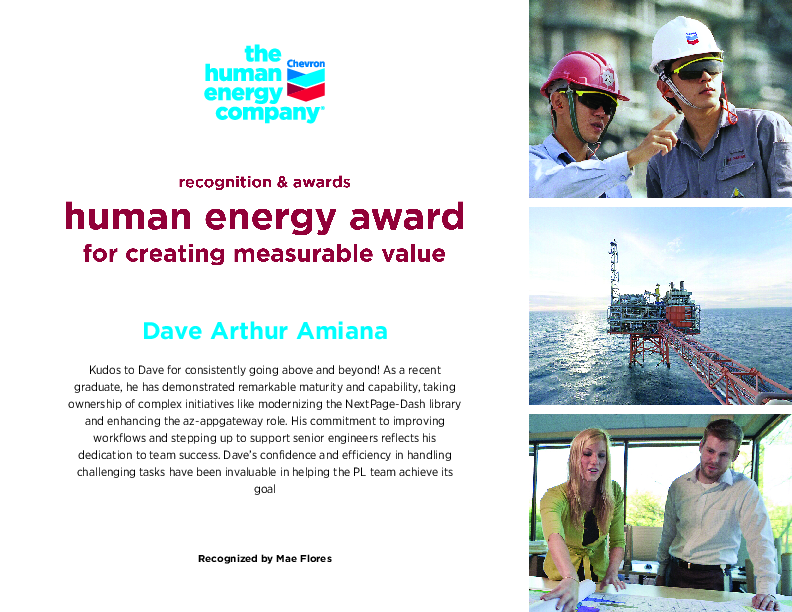 the
human
energy
company®
Chevron
recognition & awards
human energy award
for creating measurable value
Dave Arthur Amiana
Kudos to Dave for consistently going above and beyond! As a recent
graduate, he has demonstrated remarkable maturity and capability, taking
ownership of complex initiatives like modernizing the NextPage-Dash library
and enhancing the az-appgateway role. His commitment to improving
workflows and stepping up to support senior engineers reflects his
dedication to team success. Dave's confidence and efficiency in handling
challenging tasks have been invaluable in helping the PL team achieve its
goal
Recognized by Mae Flores